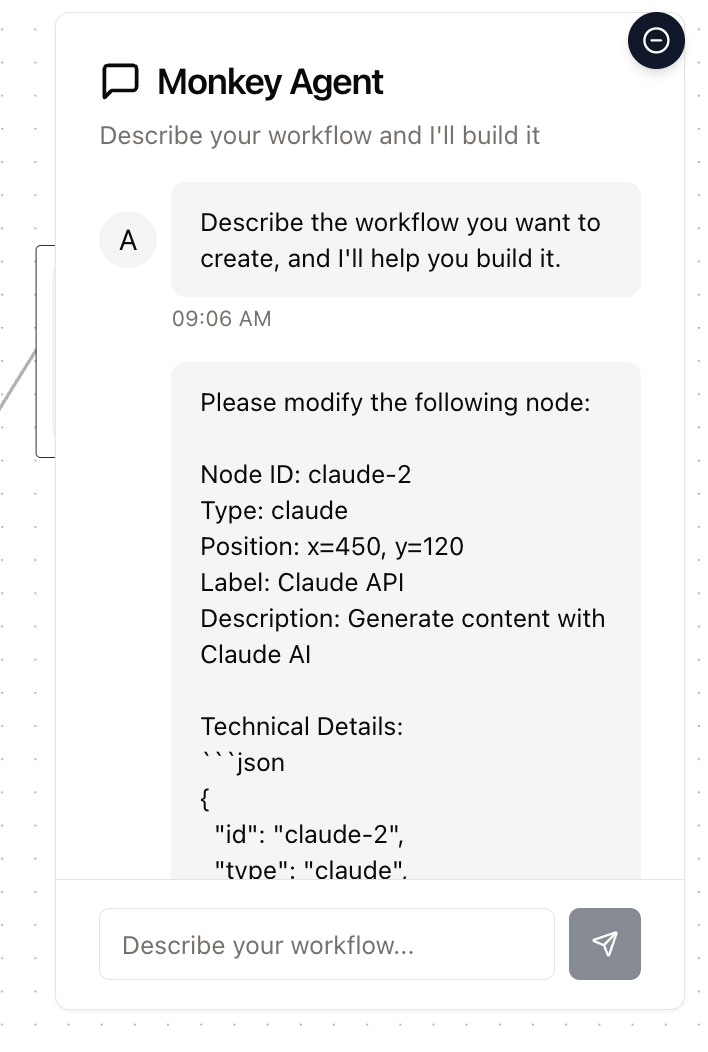 Monkey Agent
Describe your workflow and I'll build it
A
Describe the workflow you want to
create, and I'll help you build it.
09:06 AM
Please modify the following node:
Node ID: claude-2
Type: claude
Position: x=450, y=120
Label: Claude API
Description: Generate content with
Claude AI
Technical Details:
```json
{
"id": "claude-2",
"type": "claude",
Describe your workflow...